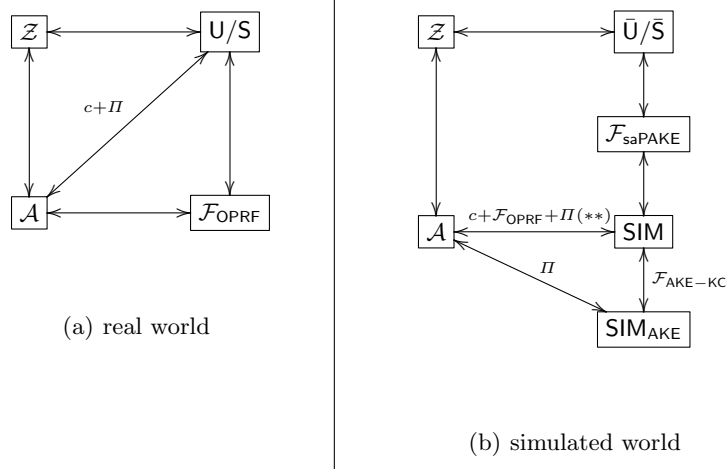 𝒵
U/S
c+Π
𝒜
ℱ_OPRF
(a) real world
𝒵
Ū/S̄
ℱ_saPAKE
𝒜
c+ℱ_OPRF+Π(**)
SIM
Π
ℱ_AKE−KC
SIM_AKE
(b) simulated world